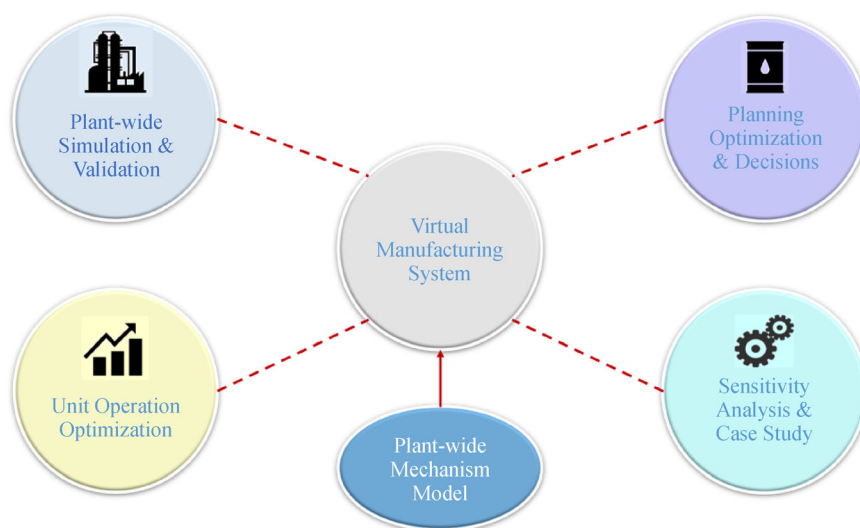 Plant-wide
Simulation &
Validation
Planning
Optimization
& Decisions
Virtual
Manufacturing
System
Unit Operation
Optimization
Sensitivity
Analysis &
Case Study
Plant-wide
Mechanism
Model